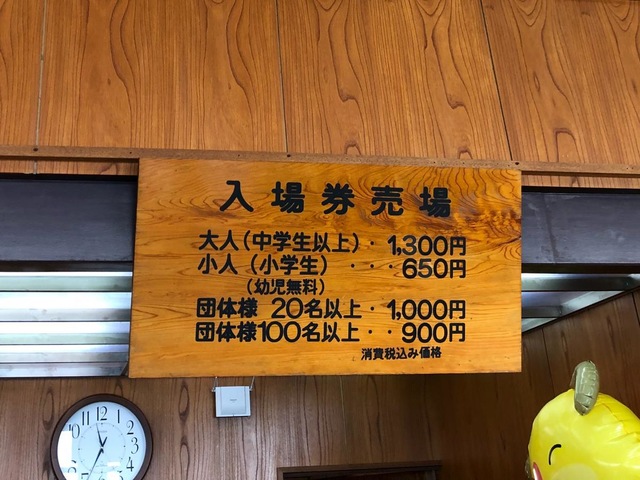 入場券売場
大人(中学生以上)・1,300円
小人(小学生)・・・650円
(幼児無料)
団体様 20名以上・1,000円
団体様100名以上・・900円
消費税込み価格